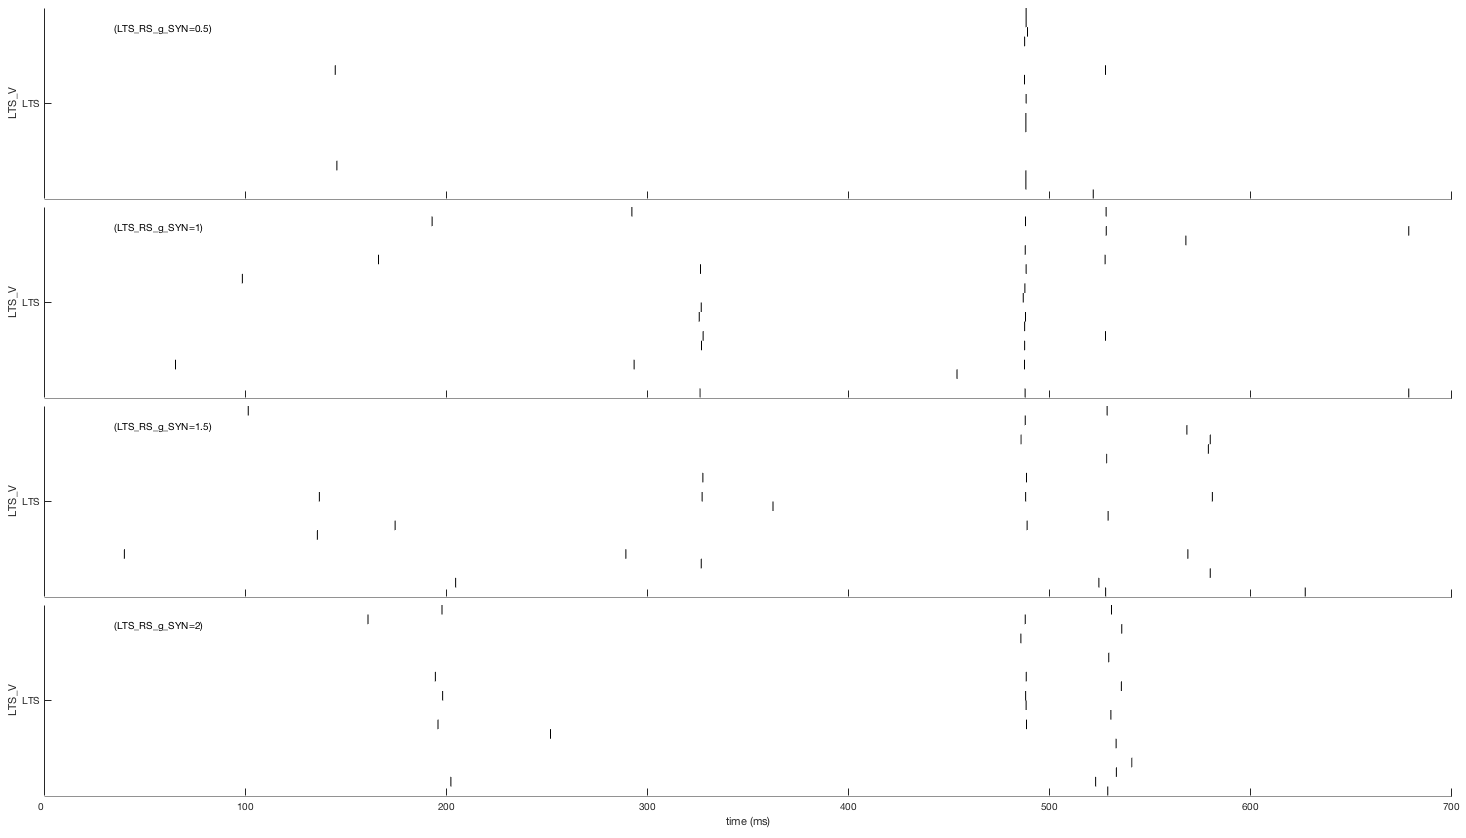 (LTS_RS_g_SYN=0.5)
LTS_V
LTS
(LTS_RS_g_SYN=1)
LTS_V
LTS
(LTS_RS_g_SYN=1.5)
LTS_V
LTS
(LTS_RS_g_SYN=2)
LTS_V
LTS
0 100 200 300 400 500 600 700
time (ms)